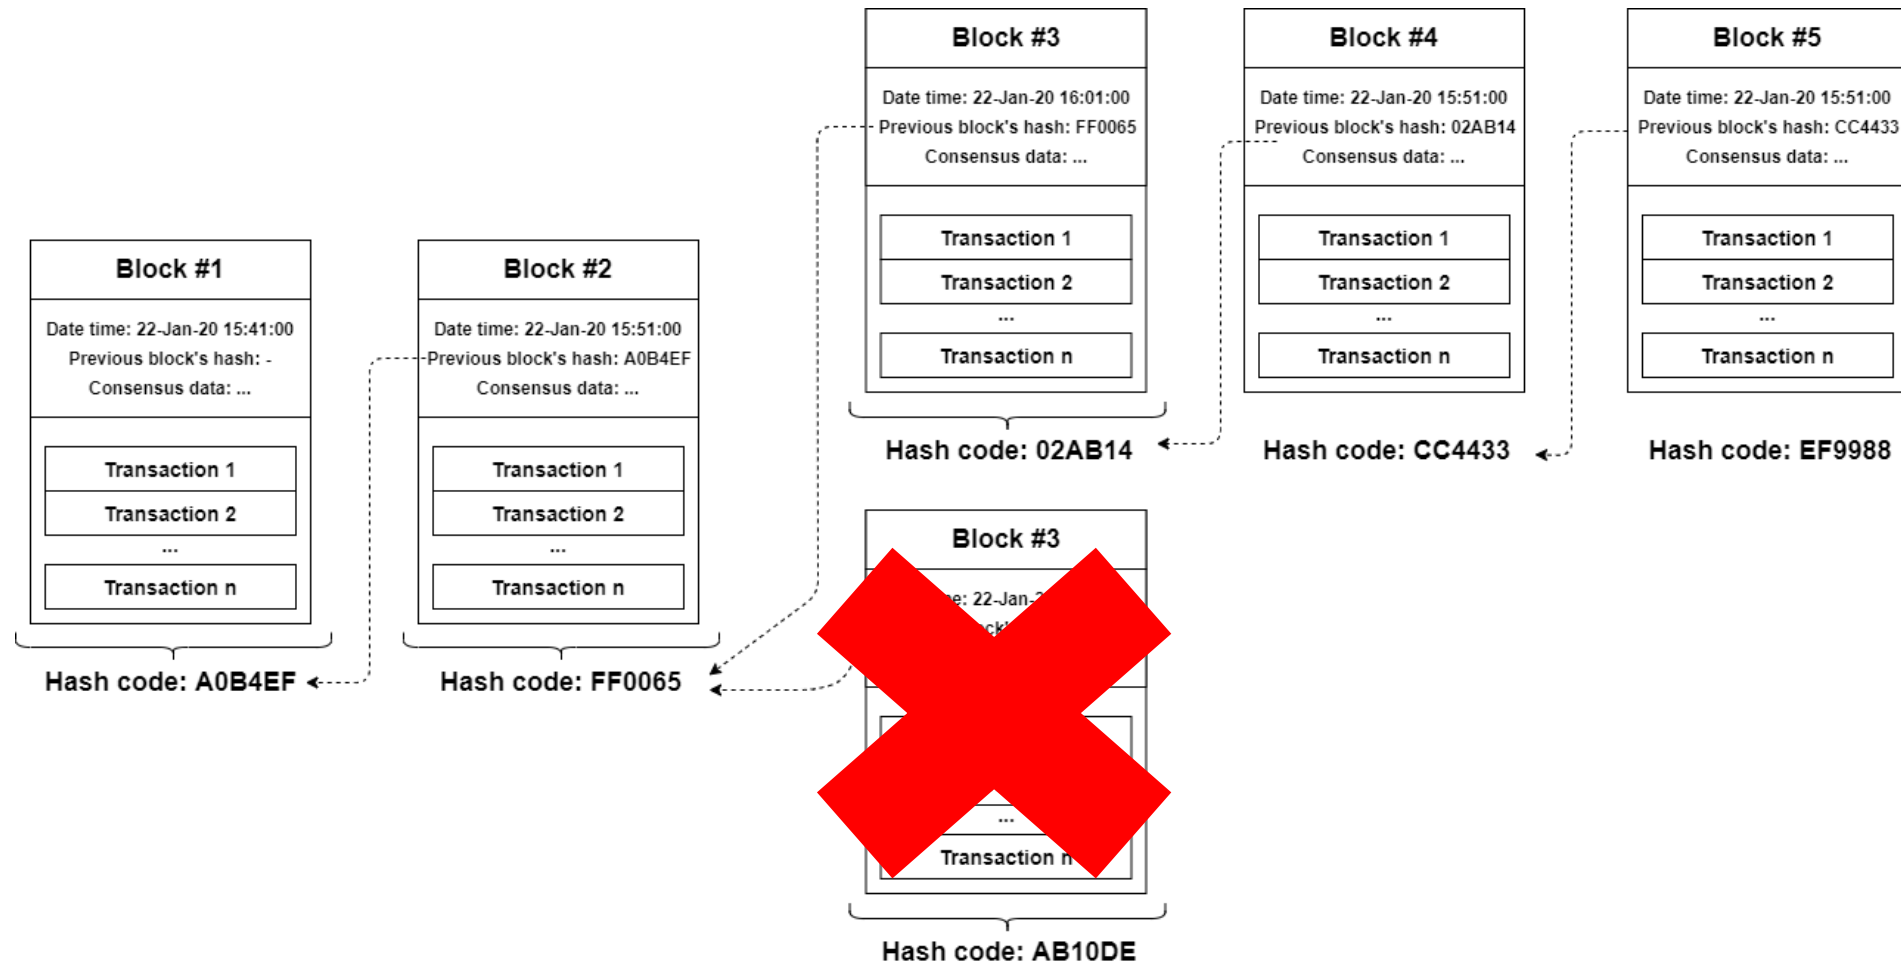 Block #1
Date time: 22-Jan-20 15:41:00
Previous block's hash: -
Consensus data: ...
Transaction 1
Transaction 2
...
Transaction n
Hash code: A0B4EF
Block #2
Date time: 22-Jan-20 15:51:00
Previous block's hash: A0B4EF
Consensus data: ...
Transaction 1
Transaction 2
...
Transaction n
Hash code: FF0065
Block #3
Date time: 22-Jan-20 16:01:00
Previous block's hash: FF0065
Consensus data: ...
Transaction 1
Transaction 2
...
Transaction n
Hash code: 02AB14
Block #4
Date time: 22-Jan-20 15:51:00
Previous block's hash: 02AB14
Consensus data: ...
Transaction 1
Transaction 2
...
Transaction n
Hash code: CC4433
Block #5
Date time: 22-Jan-20 15:51:00
Previous block's hash: CC4433
Consensus data: ...
Transaction 1
Transaction 2
...
Transaction n
Hash code: EF9988
Block #3
22-Jan-
...
Transaction n
Hash code: AB10DE